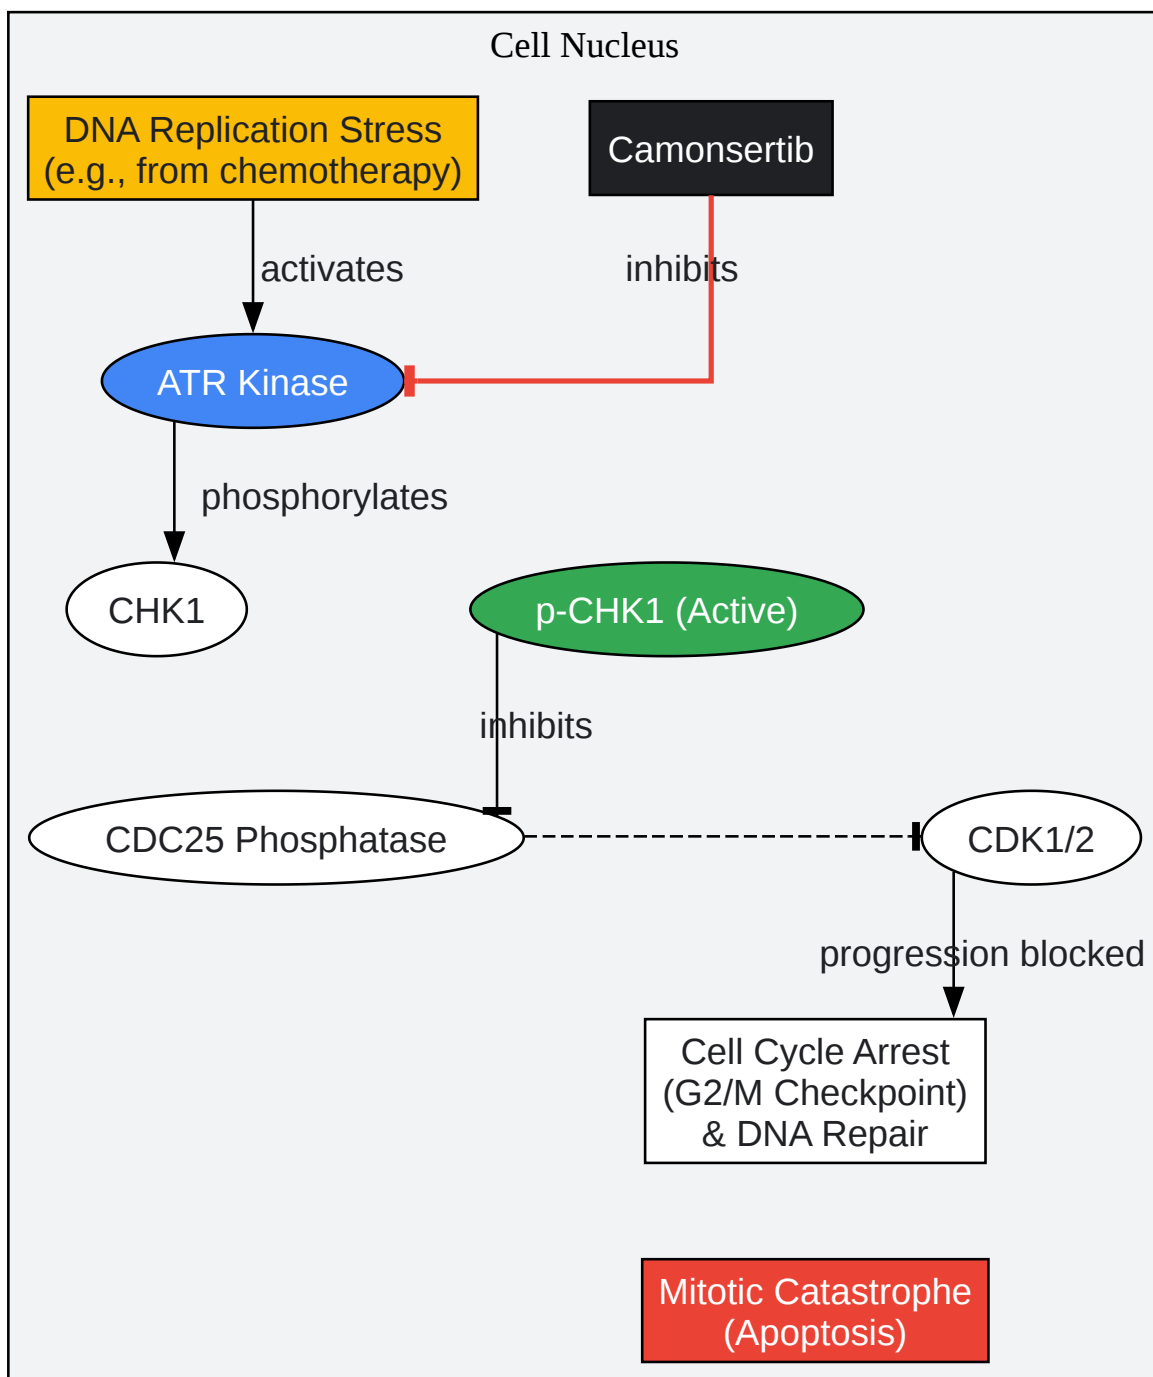 Cell Nucleus
DNA Replication Stress
(e.g., from chemotherapy)
Camonsertib
activates
inhibits
ATR Kinase
phosphorylates
CHK1
p-CHK1 (Active)
inhibits
CDC25 Phosphatase
CDK1/2
progression blocked
Cell Cycle Arrest
(G2/M Checkpoint)
& DNA Repair
Mitotic Catastrophe
(Apoptosis)